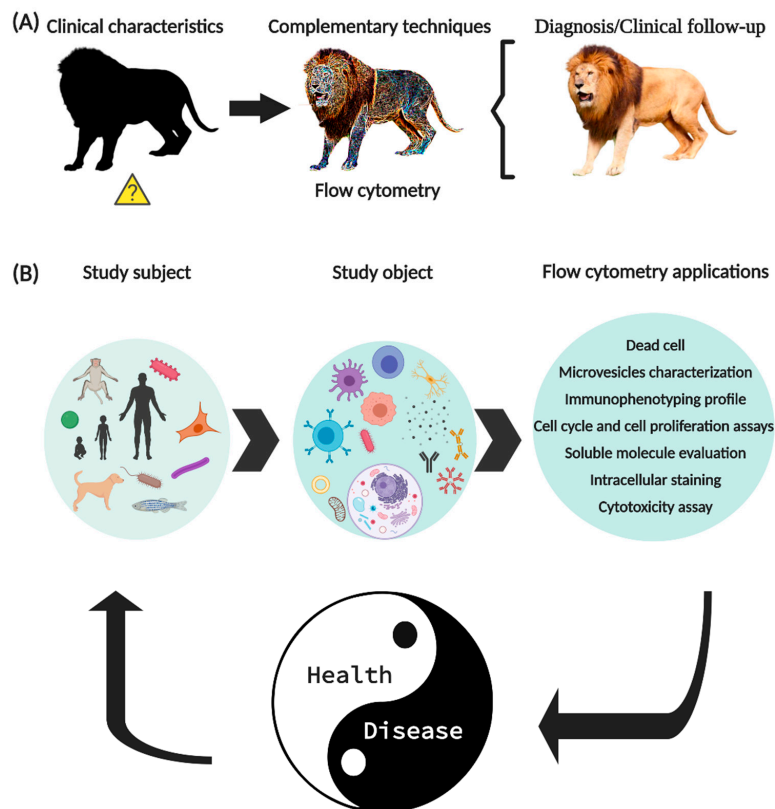 (A)
Clinical characteristics
Complementary techniques
Diagnosis/Clinical follow-up
?
Flow cytometry
(B)
Study subject
Study object
Flow cytometry applications
Dead cell
Microvesicles characterization
Immunophenotyping profile
Cell cycle and cell proliferation assays
Soluble molecule evaluation
Intracellular staining
Cytotoxicity assay
Health
Disease